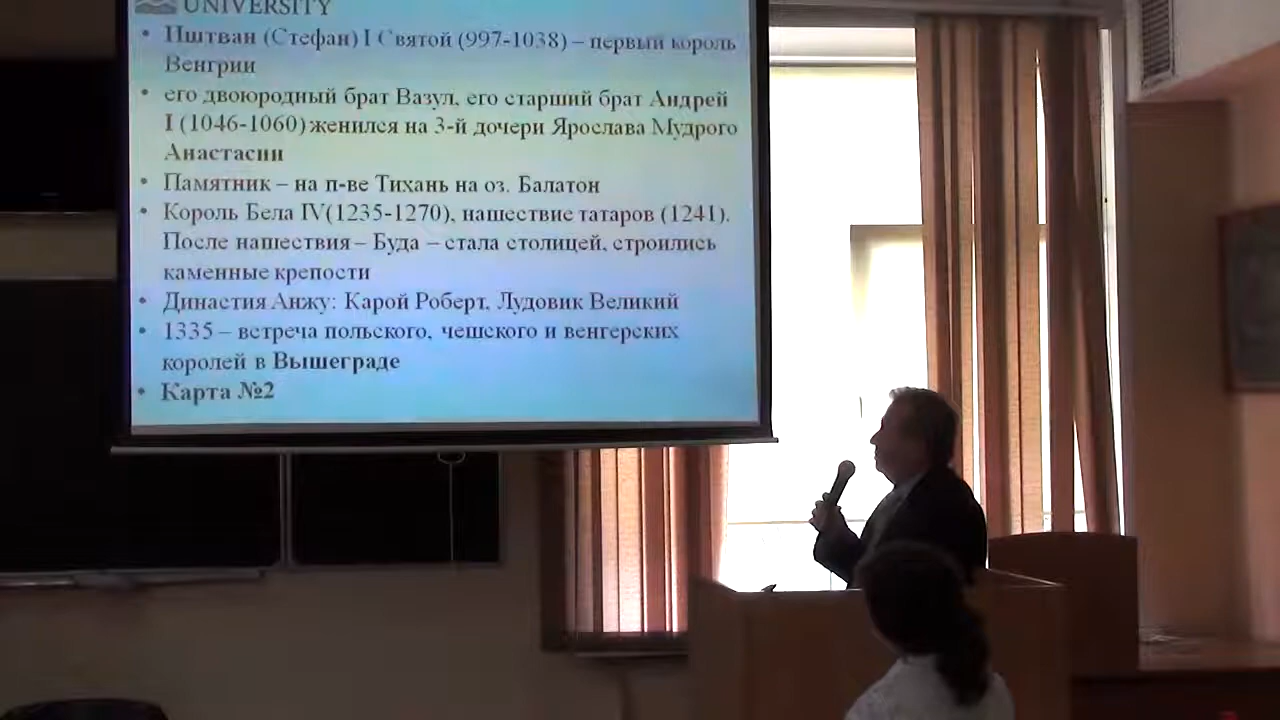 UNIVERSITY
• Иштван (Стефан) I Святой (997-1038) – первый король
Венгрии
• его двоюродный брат Вазул, его старший брат Андрей
I (1046-1060) женился на 3-й дочери Ярослава Мудрого
Анастасии
• Памятник – на п-ве Тихань на оз. Балатон
• Король Бела IV(1235-1270), нашествие татаров (1241).
После нашествия – Буда – стала столицей, строились
каменные крепости
• Династия Анжу: Карой Роберт, Лудовик Великий
• 1335 – встреча польского, чешского и венгерских
королей в Вышеграде
• Карта №2